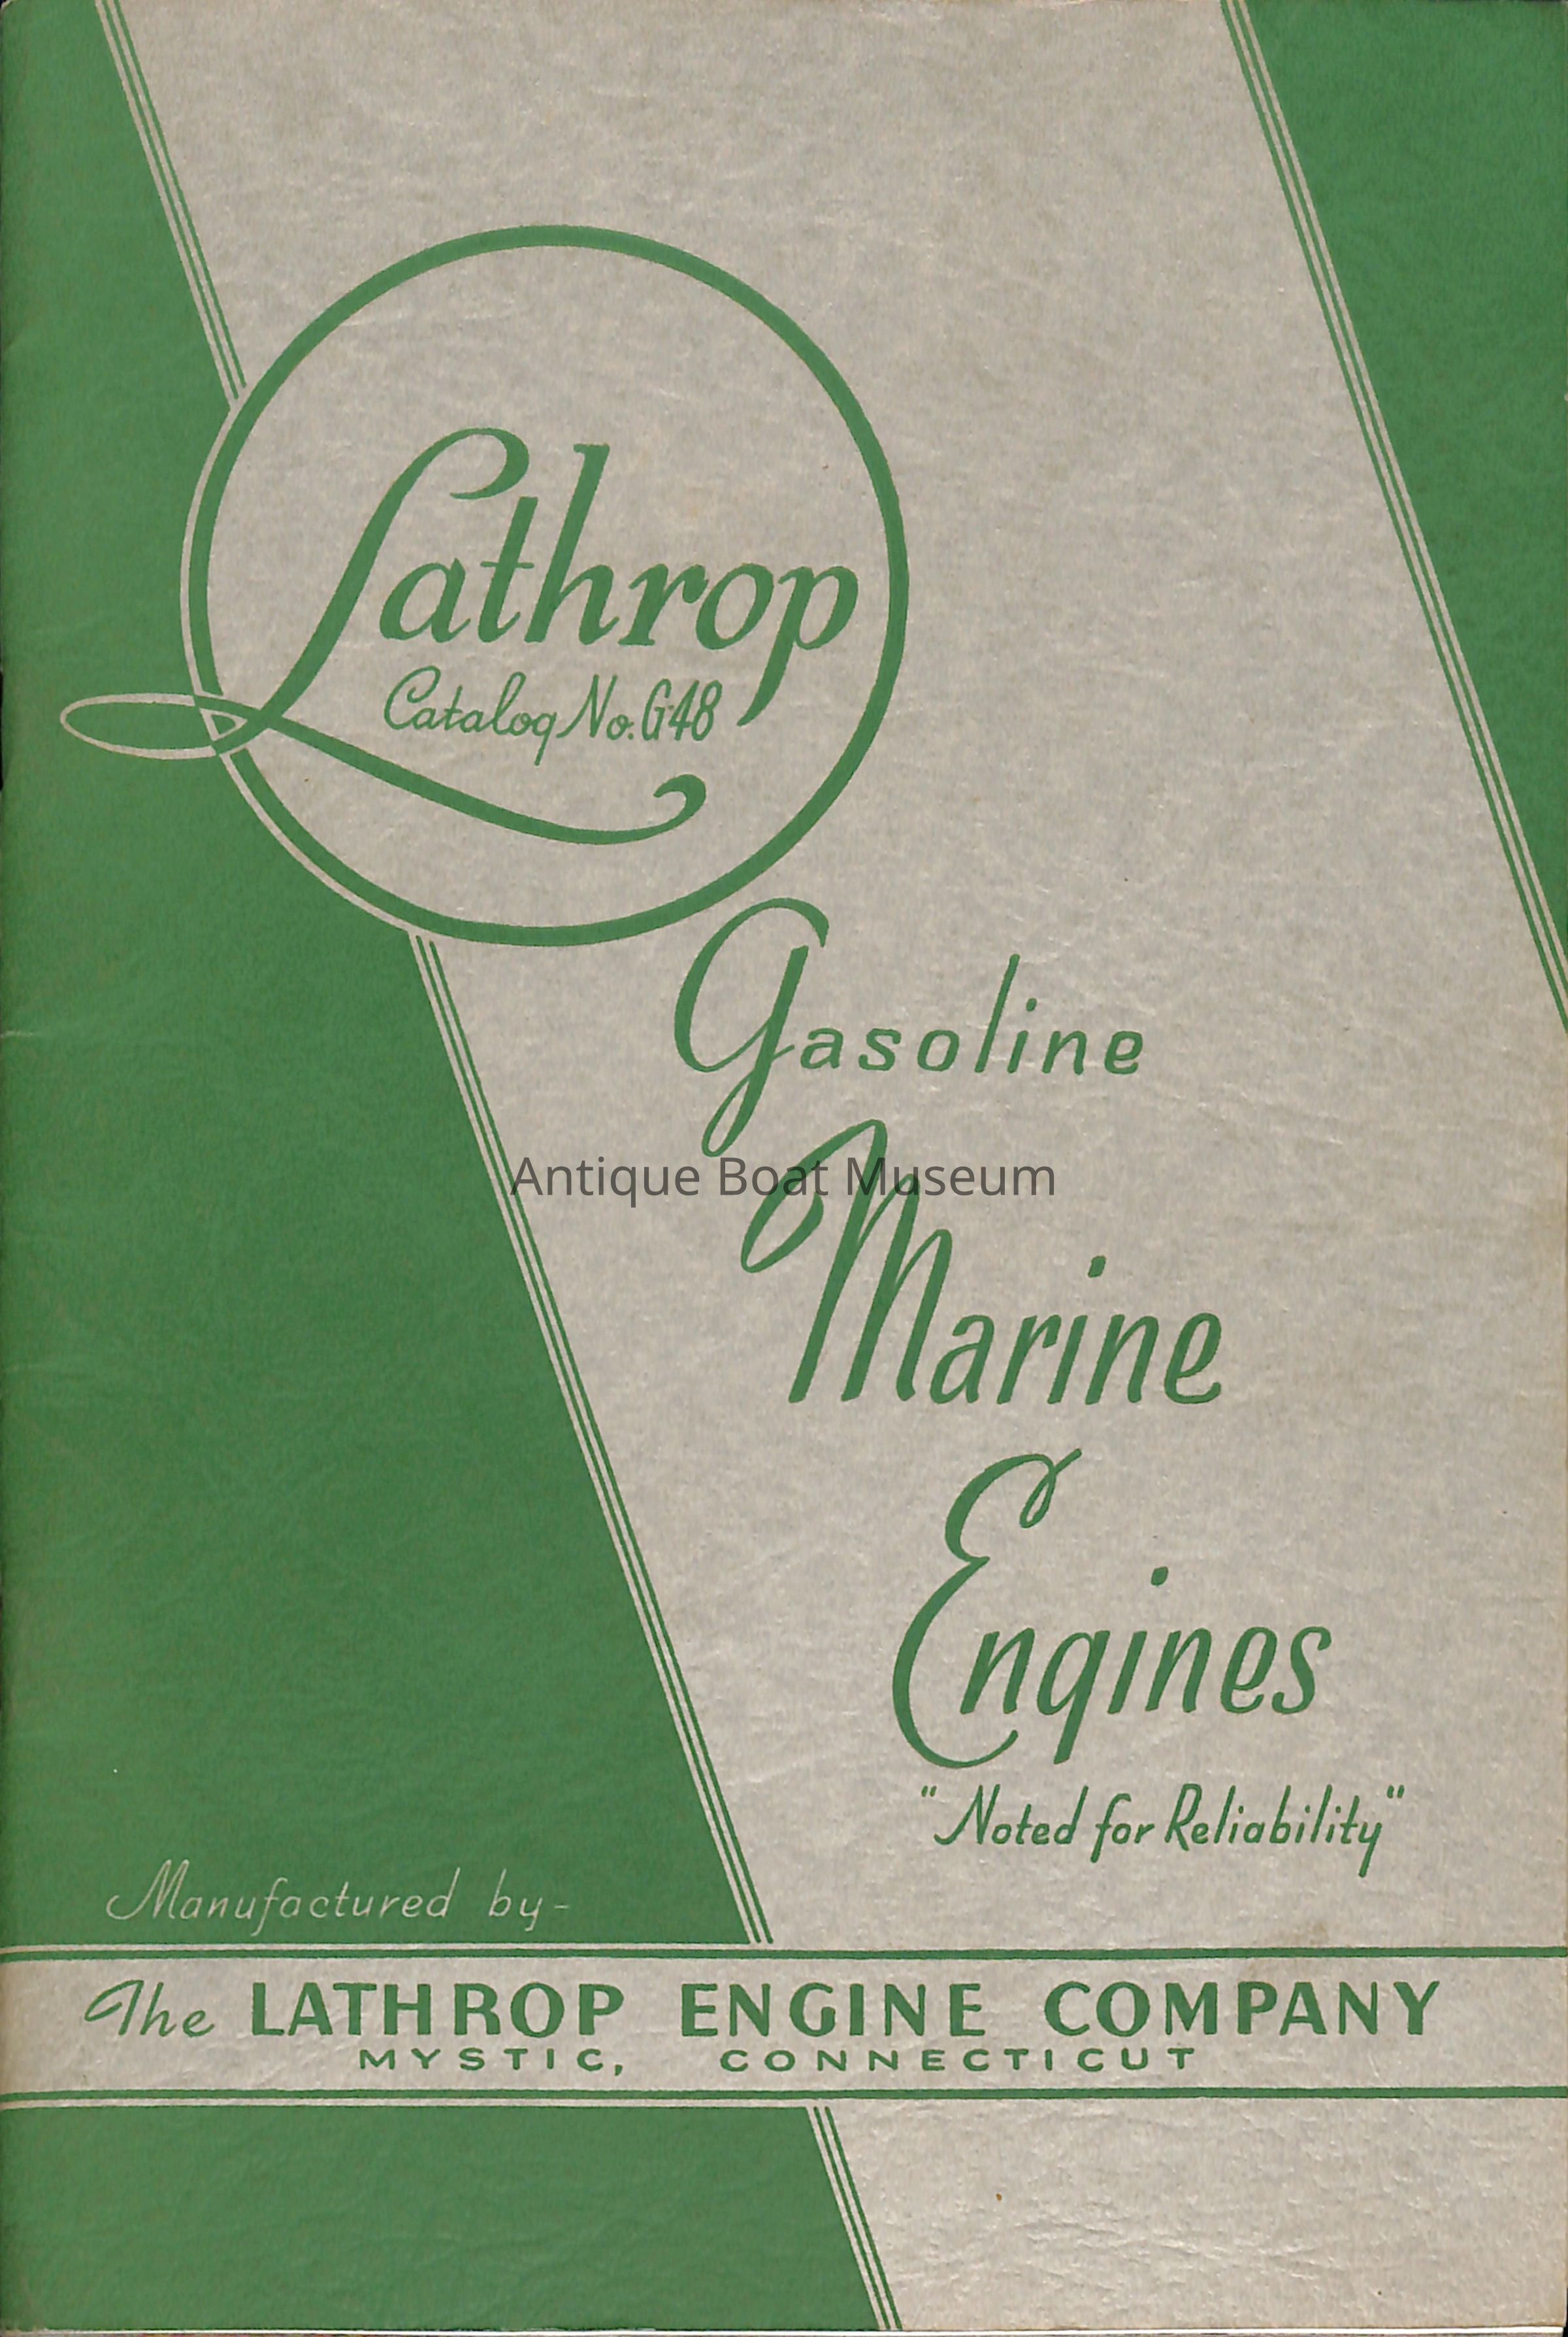 Lathrop
Catalog No. G-48
Gasoline
Antique Boat Museum
Marine
Engines
"Noted for Reliability"
Manufactured by-
The LATHROP ENGINE COMPANY
MYSTIC, CONNECTICUT